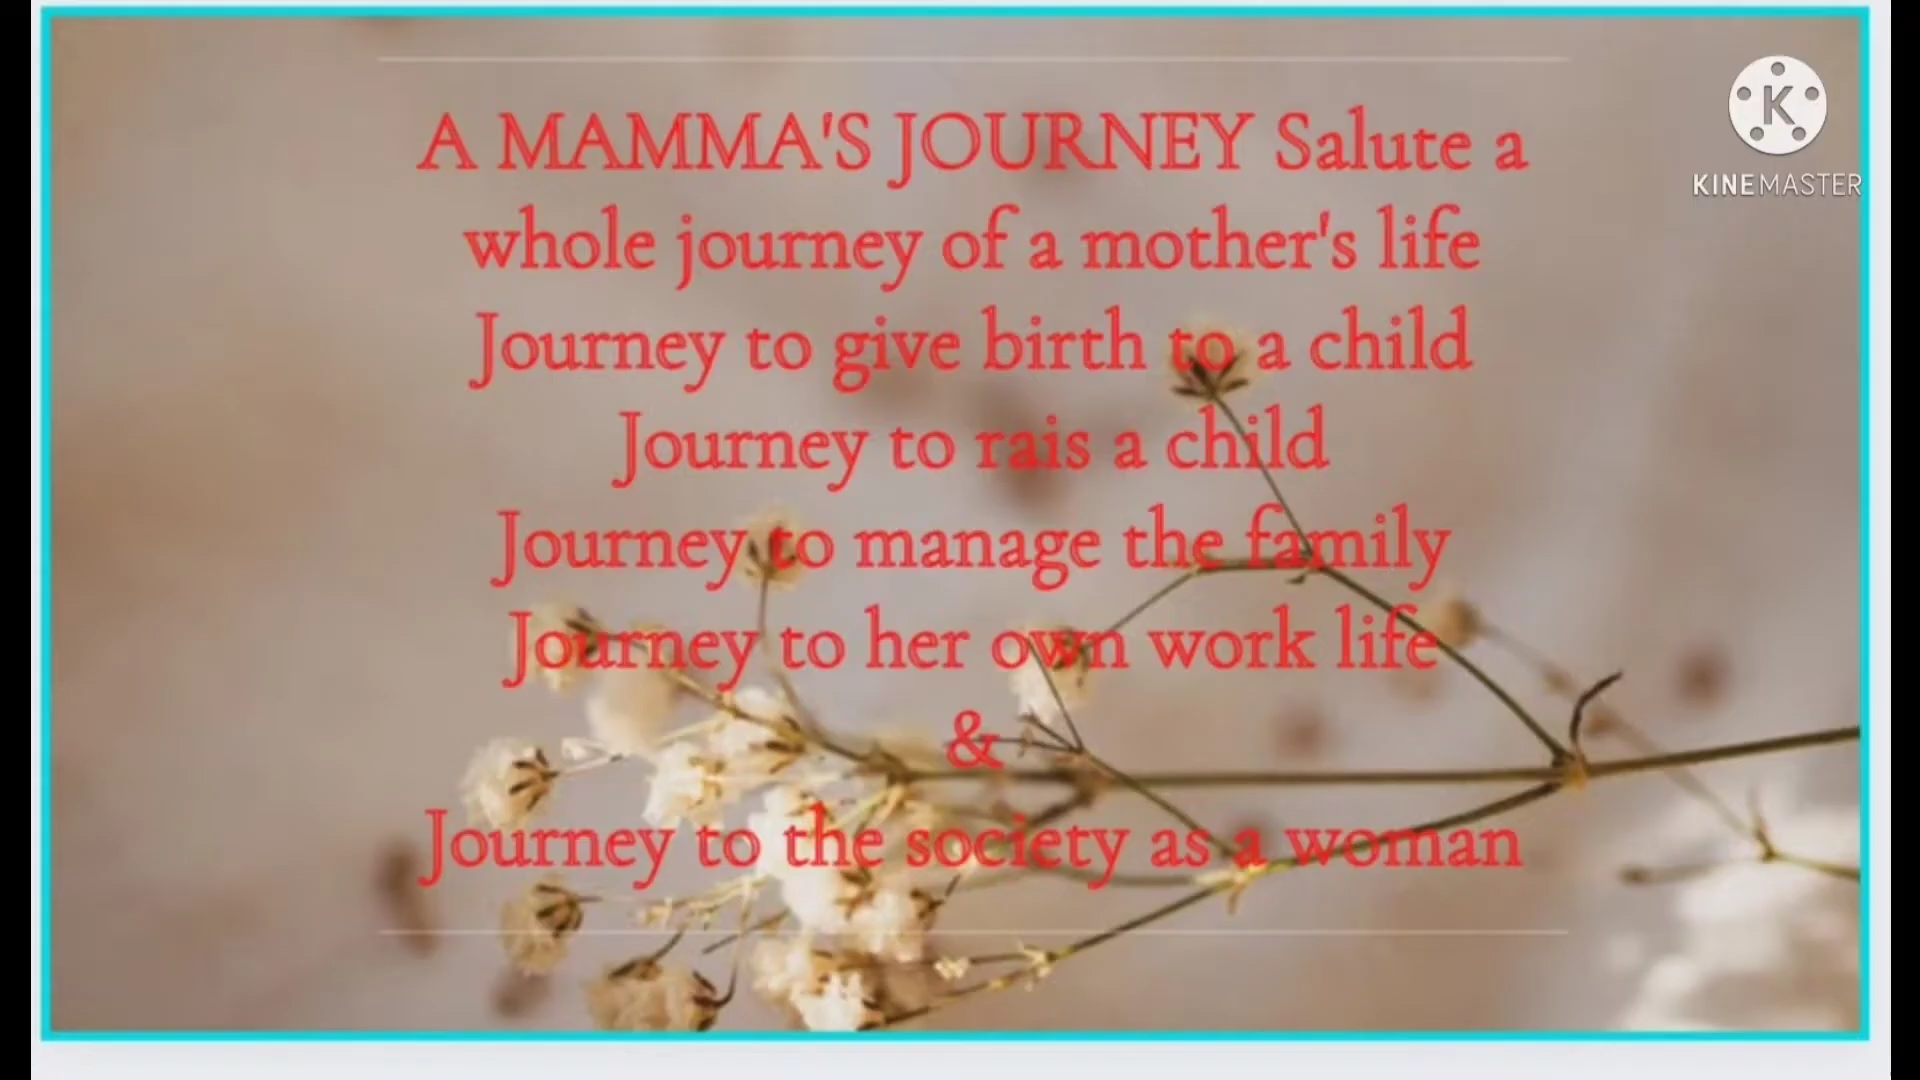 A MAMMA'S JOURNEY Salute a
whole journey of a mother's life
Journey to give birth to a child
Journey to rais a child
Journey to manage the family
Journey to her own work life
&
Journey to the society as a woman
K
KINEMASTER